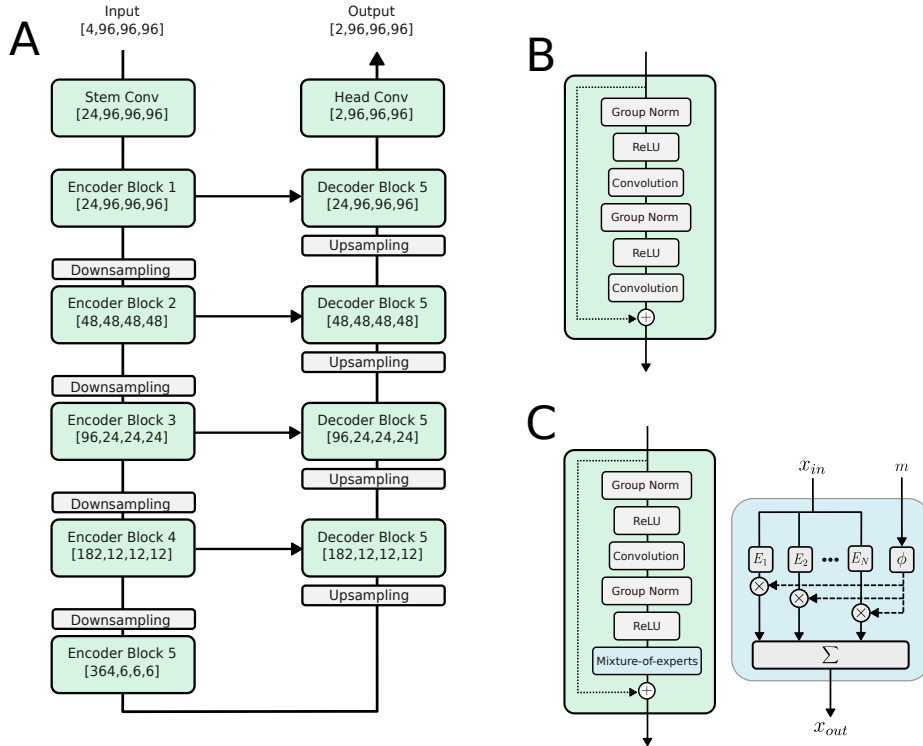 A
Input
[4,96,96,96]
Output
[2,96,96,96]
Stem Conv
[24,96,96,96]
Head Conv
[2,96,96,96]
Encoder Block 1
[24,96,96,96]
Decoder Block 5
[24,96,96,96]
Upsampling
Downsampling
Encoder Block 2
[48,48,48,48]
Decoder Block 5
[48,48,48,48]
Upsampling
Downsampling
Encoder Block 3
[96,24,24,24]
Decoder Block 5
[96,24,24,24]
Upsampling
Downsampling
Encoder Block 4
[182,12,12,12]
Decoder Block 5
[182,12,12,12]
Upsampling
Downsampling
Encoder Block 5
[364,6,6,6]
B
Group Norm
ReLU
Convolution
Group Norm
ReLU
Convolution
+
C
Group Norm
ReLU
Convolution
Group Norm
ReLU
Mixture-of-experts
+
x_{in}
m
E_1 E_2 ••• E_N ϕ
×
×
×
Σ
x_{out}